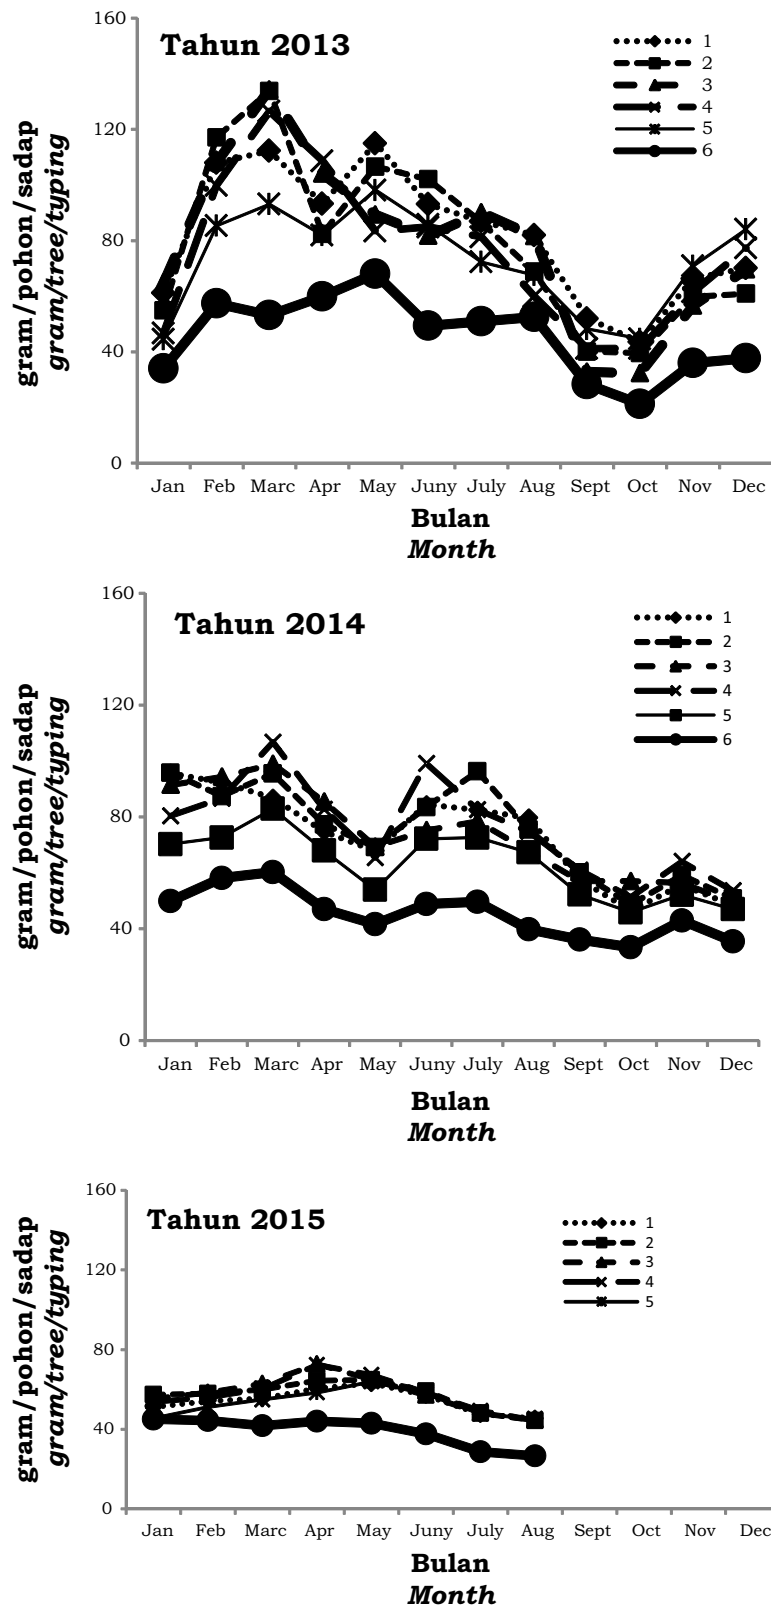 Tahun 2013
gram/pohon/sadap
gram/tree/typing
160
120
80
40
0
1
2
3
4
5
6
Jan Feb Marc Apr May Juny July Aug Sept Oct Nov Dec
Bulan
Month
Tahun 2014
gram/pohon/sadap
gram/tree/typing
160
120
80
40
0
1
2
3
4
5
6
Jan Feb Marc Apr May Juny July Aug Sept Oct Nov Dec
Bulan
Month
Tahun 2015
gram/pohon/sadap
gram/tree/typing
160
120
80
40
0
1
2
3
4
5
Jan Feb Marc Apr May Juny July Aug Sept Oct Nov Dec
Bulan
Month